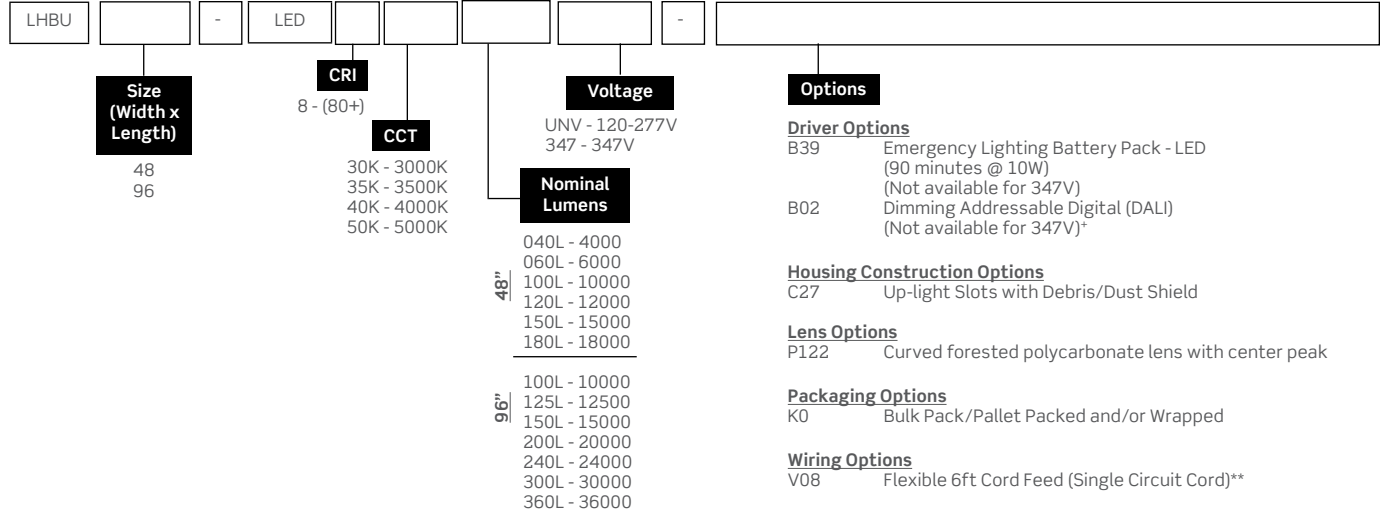 LHBU - LED -
Size
(Width x
Length)
48
96
CRI
8 - (80+)
CCT
30K - 3000K
35K - 3500K
40K - 4000K
50K - 5000K
Nominal
Lumens
48”
040L - 4000
060L - 6000
100L - 10000
120L - 12000
150L - 15000
180L - 18000
96”
100L - 10000
125L - 12500
150L - 15000
200L - 20000
240L - 24000
300L - 30000
360L - 36000
Voltage
UNV - 120-277V
347 - 347V
Options
Driver Options
B39 Emergency Lighting Battery Pack - LED
(90 minutes @ 10W)
(Not available for 347V)
B02 Dimming Addressable Digital (DALI)
(Not available for 347V)⁺
Housing Construction Options
C27 Up-light Slots with Debris/Dust Shield
Lens Options
P122 Curved forested polycarbonate lens with center peak
Packaging Options
K0 Bulk Pack/Pallet Packed and/or Wrapped
Wiring Options
V08 Flexible 6ft Cord Feed (Single Circuit Cord)**